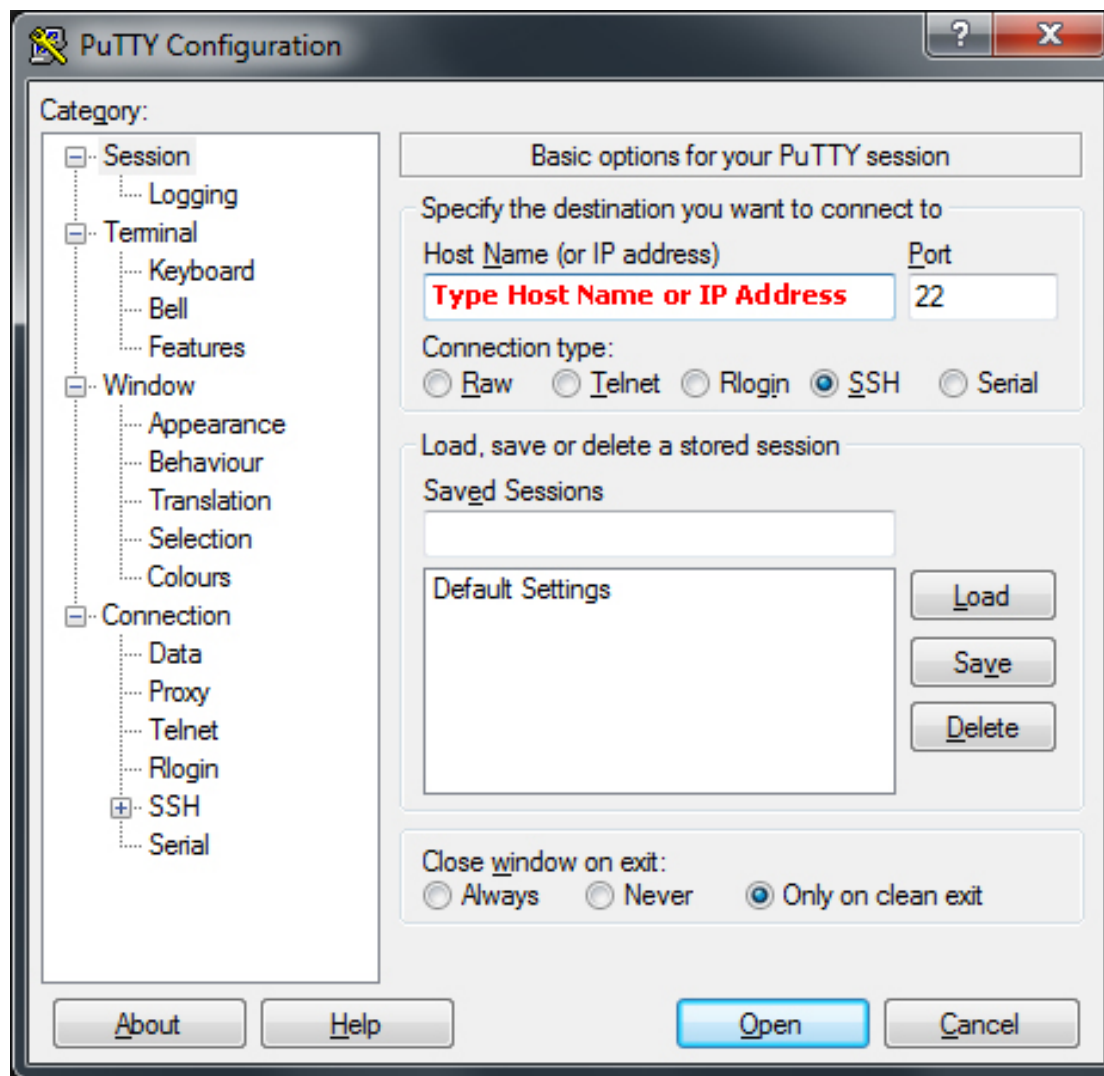 PuTTY Configuration
?
x
Category:
Session
Logging
Terminal
Keyboard
Bell
Features
Window
Appearance
Behaviour
Translation
Selection
Colours
Connection
Data
Proxy
Telnet
Rlogin
SSH
Serial
Basic options for your PuTTY session
Specify the destination you want to connect to
Host Name (or IP address) Port
Type Host Name or IP Address 22
Connection type:
Raw Telnet Rlogin SSH Serial
Load, save or delete a stored session
Saved Sessions
Default Settings
Load
Save
Delete
Close window on exit:
Always Never Only on clean exit
About Help Open Cancel